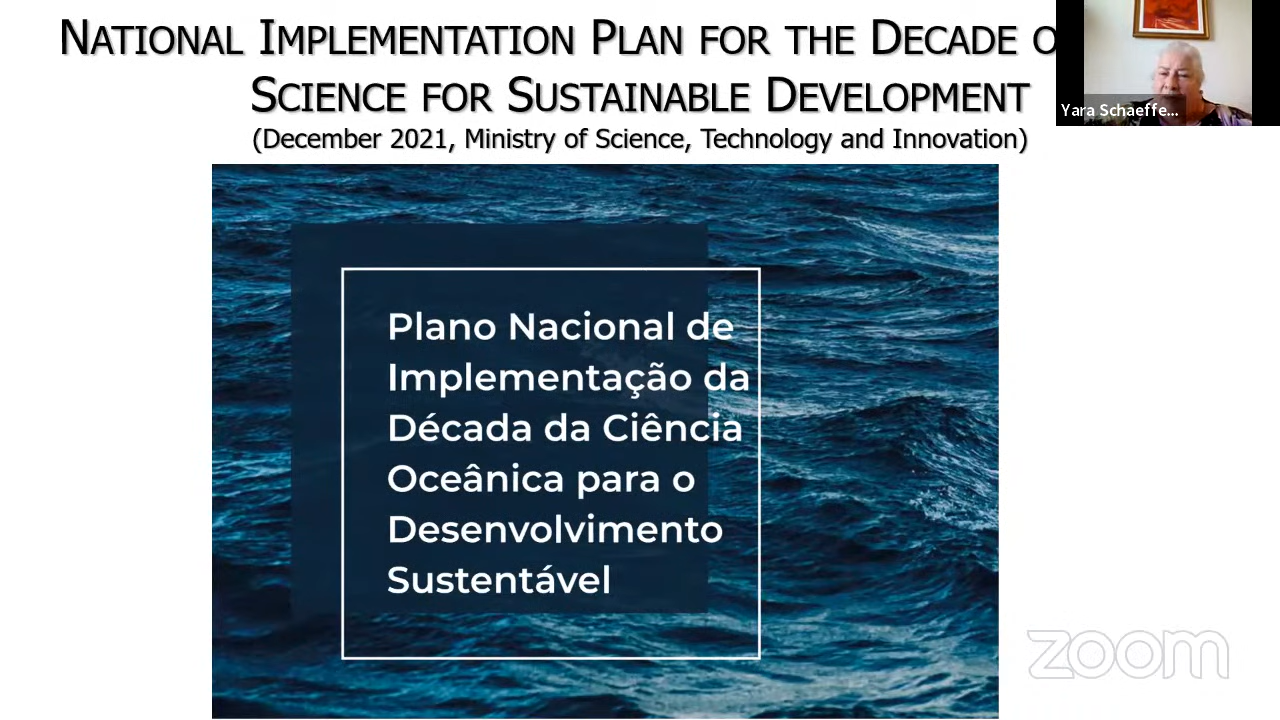 NATIONAL IMPLEMENTATION PLAN FOR THE DECADE
SCIENCE FOR SUSTAINABLE DEVELOPMENT
(December 2021, Ministry of Science, Technology and Innovation)
Yara Schaeffe...
Plano Nacional de
Implementação da
Década da Ciência
Oceânica para o
Desenvolvimento
Sustentável
zoom